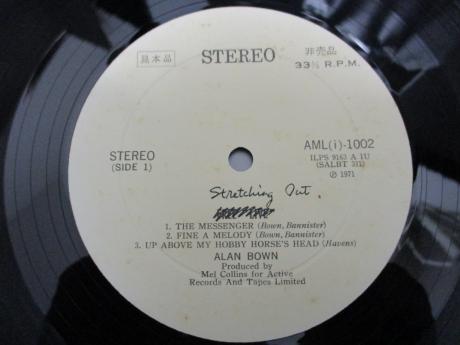 見本品 STEREO 非売品
33⅓ R.P.M.
STEREO AML(i)-1002
(SIDE 1) ILPS 9163 A 1U
(SALBT 311)
℗ 1971
Stretching Out
1. THE MESSENGER (Bown, Bannister)
2. FINE A MELODY (Bown, Bannister)
3. UP ABOVE MY HOBBY HORSE'S HEAD (Havens)
ALAN BOWN
Produced by
Mel Collins for Active
Records And Tapes Limited